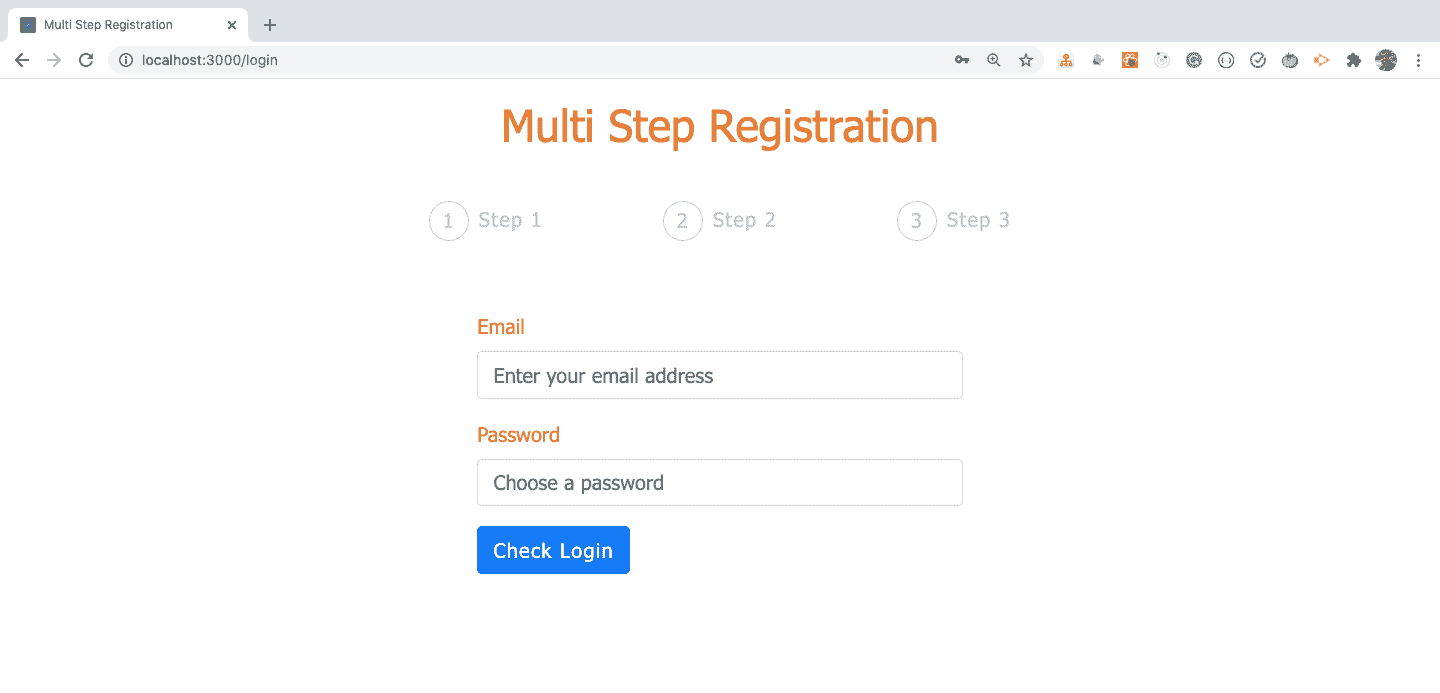 Multi Step Registration
localhost:3000/login
Multi Step Registration
1 Step 1 2 Step 2 3 Step 3
Email
Enter your email address
Password
Choose a password
Check Login